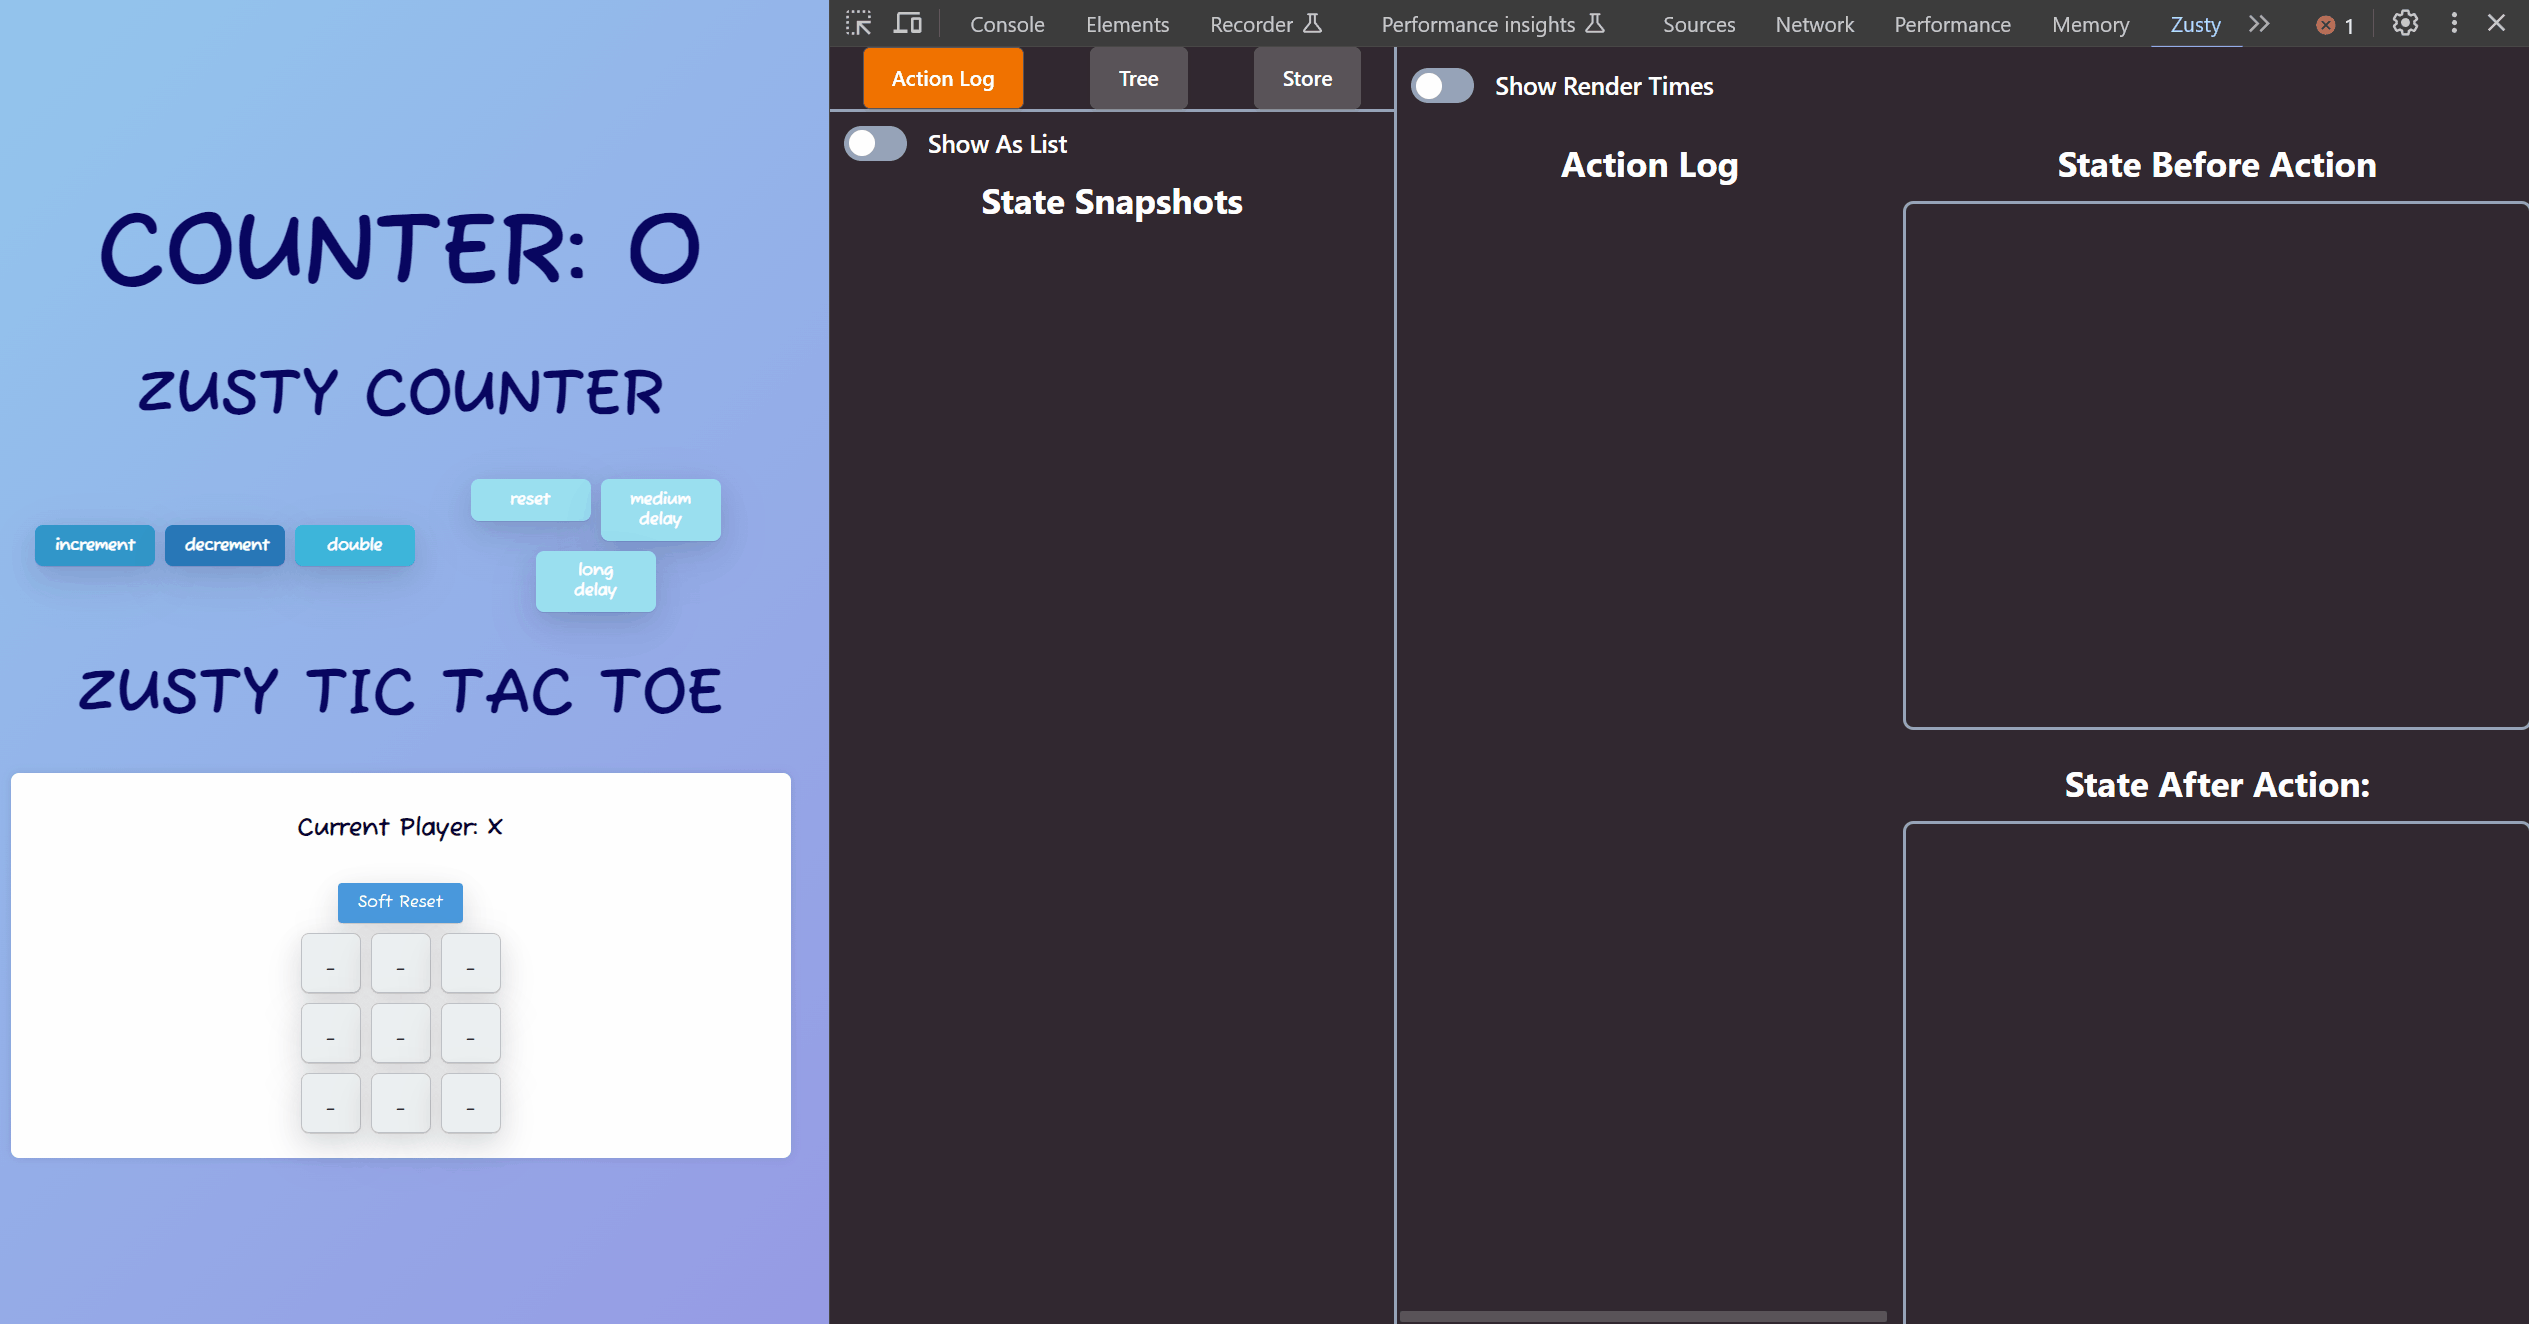 COUNTER: 0
ZUSTY COUNTER
increment decrement double
reset medium delay
long delay
ZUSTY TIC TAC TOE
Current Player: X
Soft Reset
- - -
- - -
- - -
Console Elements Recorder Performance insights Sources Network Performance Memory Zusty 1
Action Log Tree Store
Show As List
State Snapshots
Show Render Times
Action Log
State Before Action
State After Action: